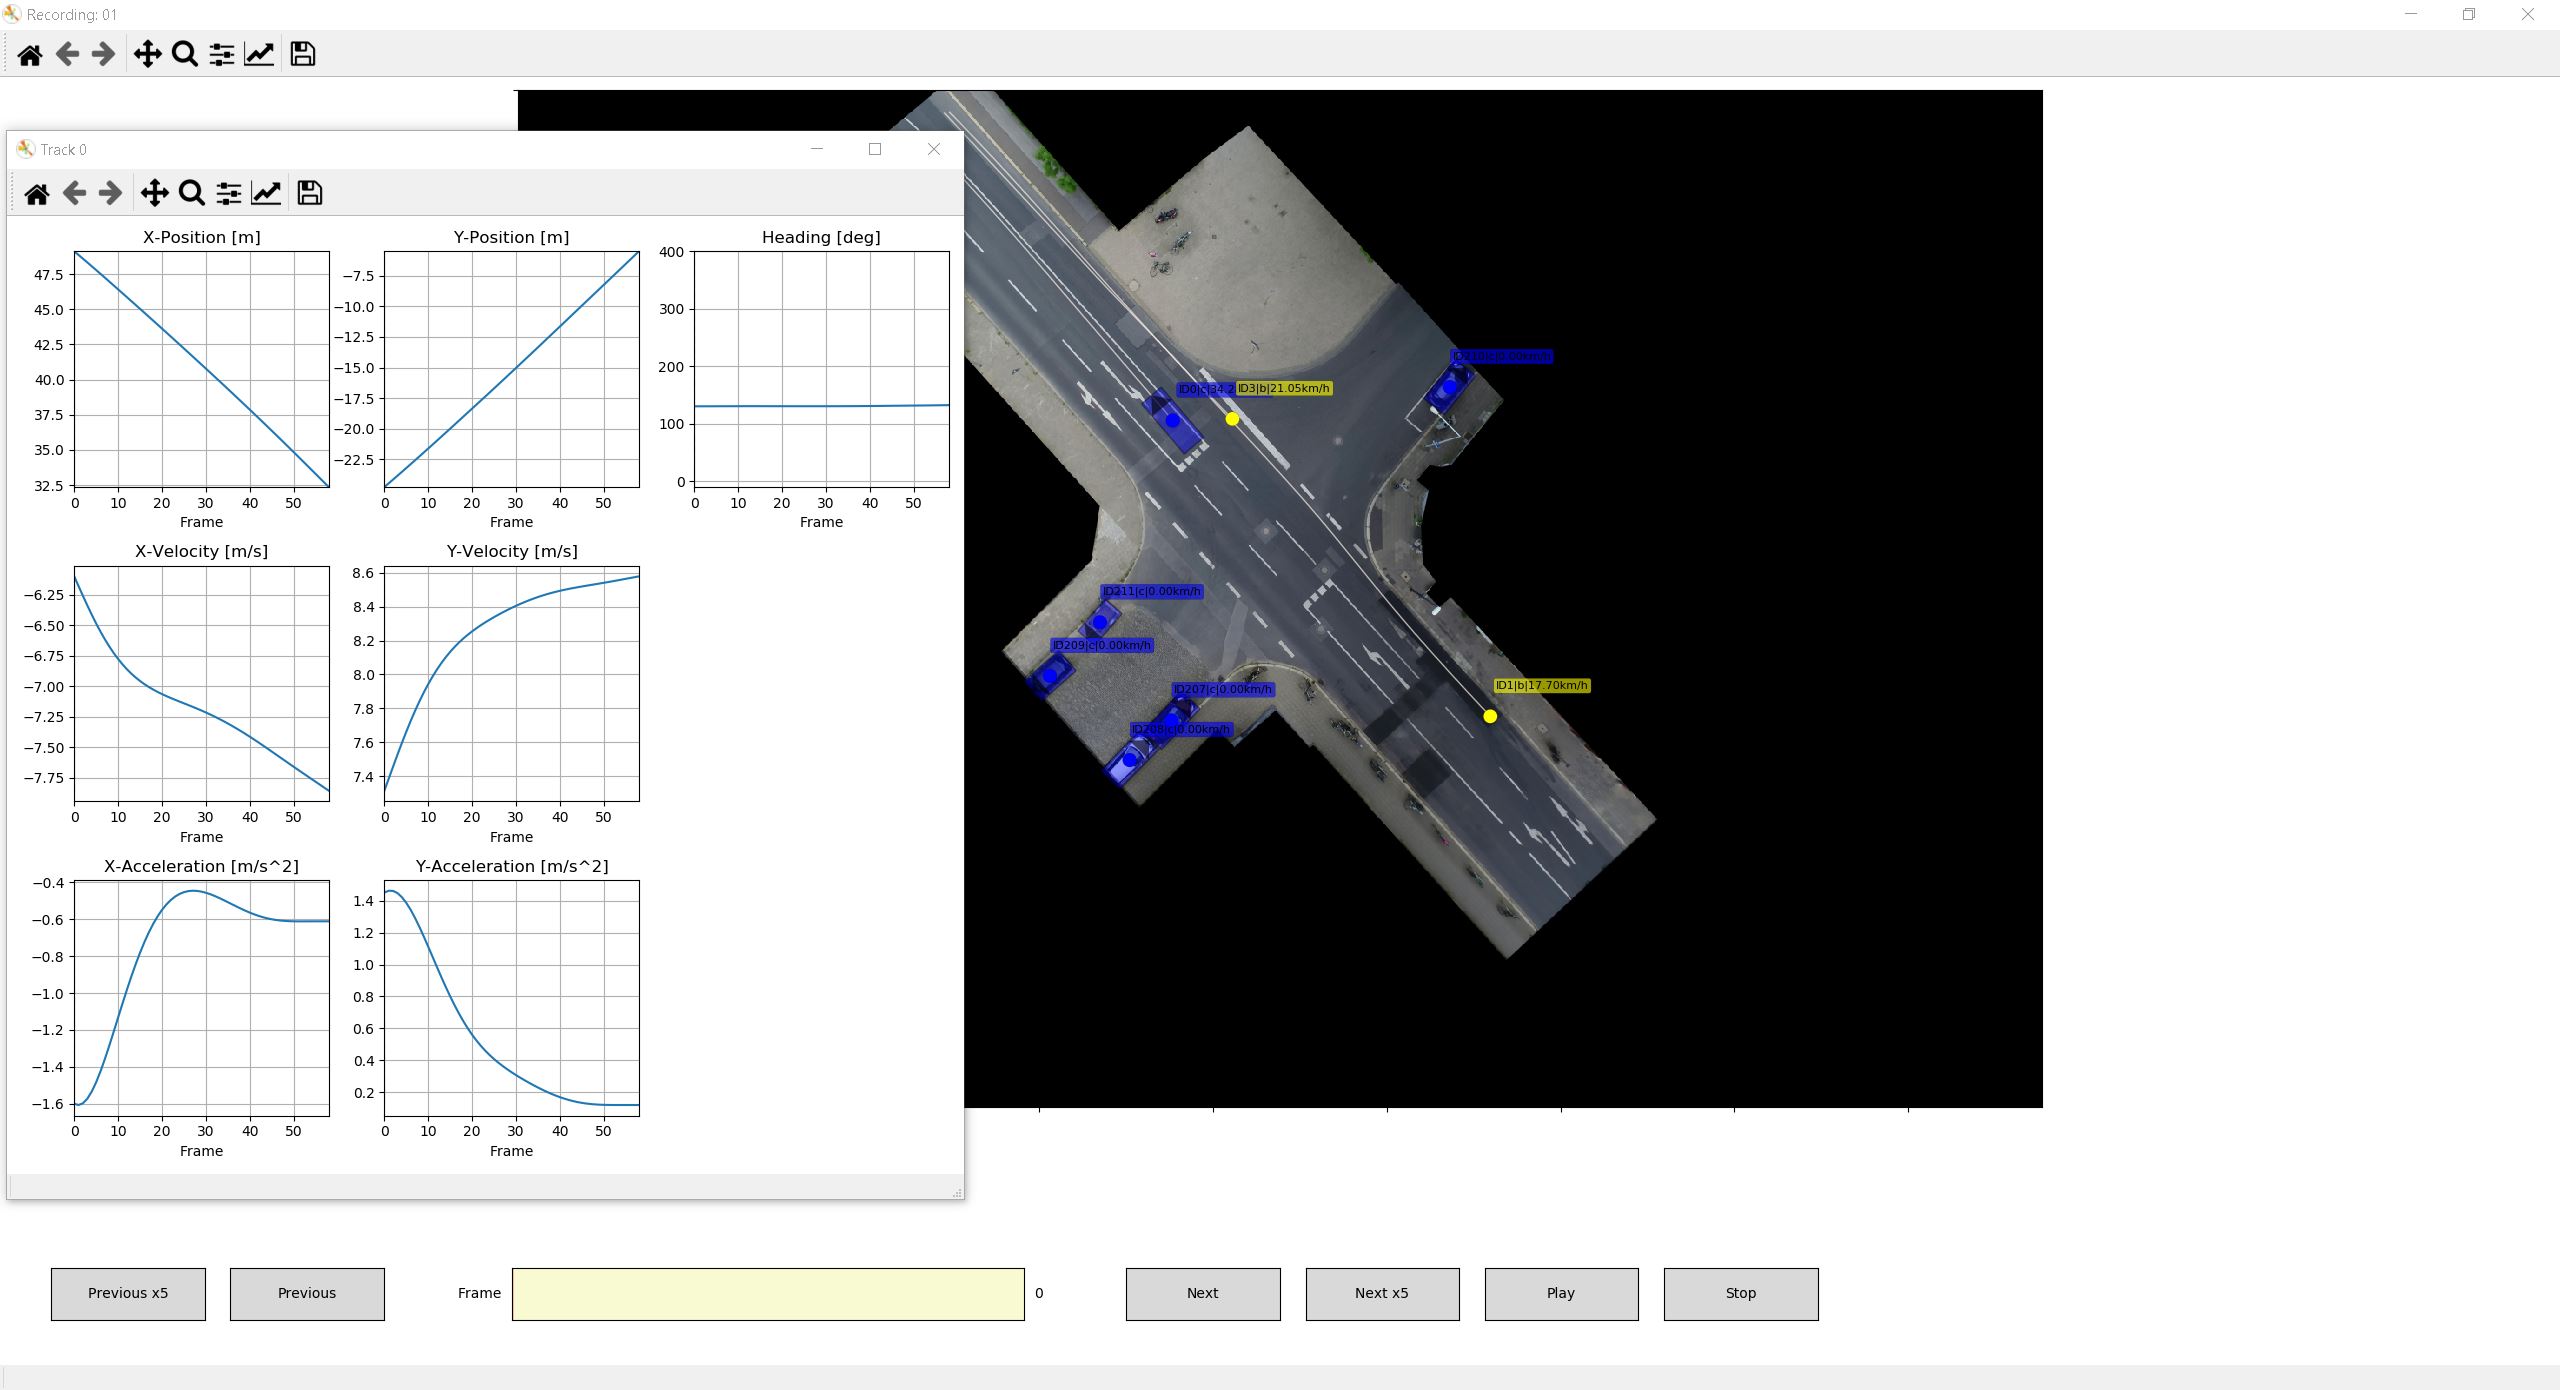 Recording: 01
Track 0
X-Position [m]
Y-Position [m]
Heading [deg]
47.5
45.0
42.5
40.0
37.5
35.0
32.5
0 10 20 30 40 50
Frame
−7.5
−10.0
−12.5
−15.0
−17.5
−20.0
−22.5
0 10 20 30 40 50
Frame
400
300
200
100
0
0 10 20 30 40 50
Frame
X-Velocity [m/s]
Y-Velocity [m/s]
−6.25
−6.50
−6.75
−7.00
−7.25
−7.50
−7.75
0 10 20 30 40 50
Frame
8.6
8.4
8.2
8.0
7.8
7.6
7.4
0 10 20 30 40 50
Frame
X-Acceleration [m/s^2]
Y-Acceleration [m/s^2]
−0.4
−0.6
−0.8
−1.0
−1.2
−1.4
−1.6
0 10 20 30 40 50
Frame
1.4
1.2
1.0
0.8
0.6
0.4
0.2
0 10 20 30 40 50
Frame
ID210|c|0.00km/h
ID0|c|34.2
ID3|b|21.05km/h
ID211|c|0.00km/h
ID209|c|0.00km/h
ID207|c|0.00km/h
ID208|c|0.00km/h
ID1|b|17.70km/h
Previous x5
Previous
Frame
0
Next
Next x5
Play
Stop